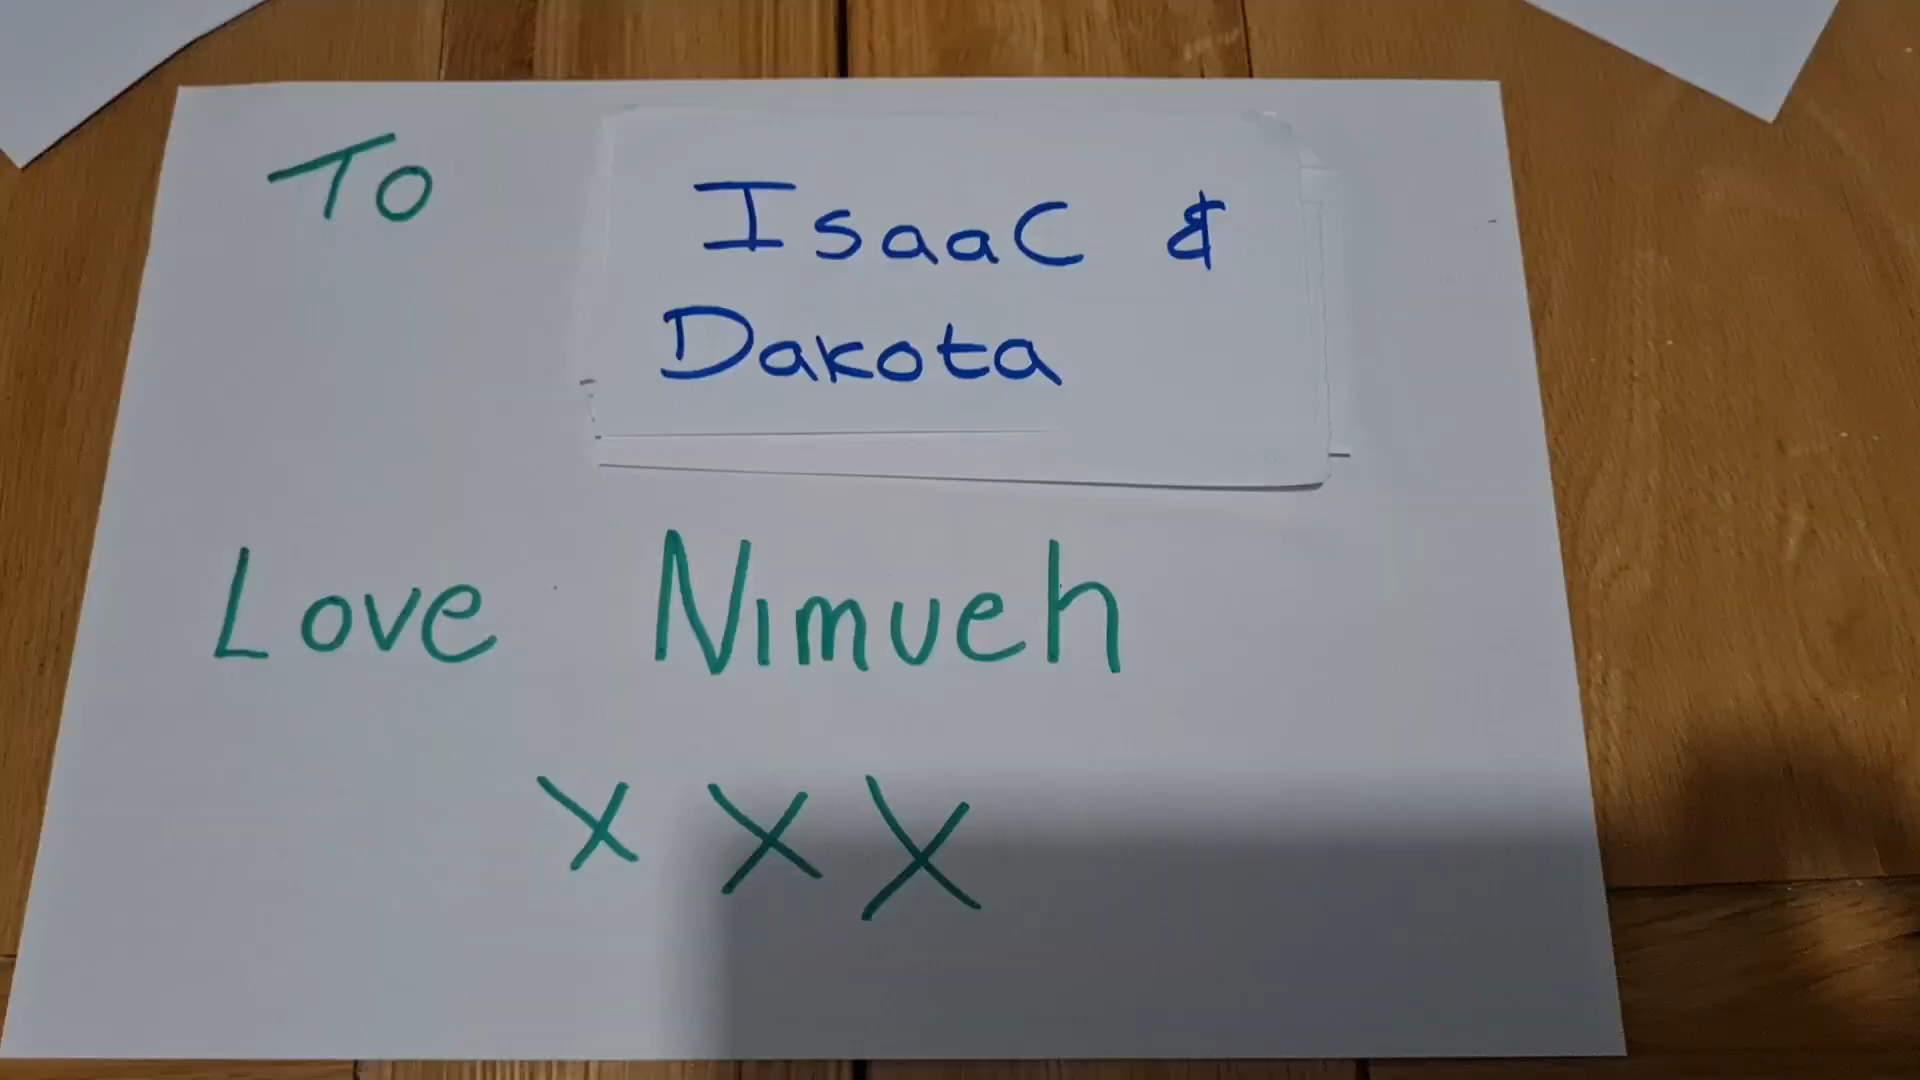 To
Isaac &
Dakota
Love Nimueh
x x x